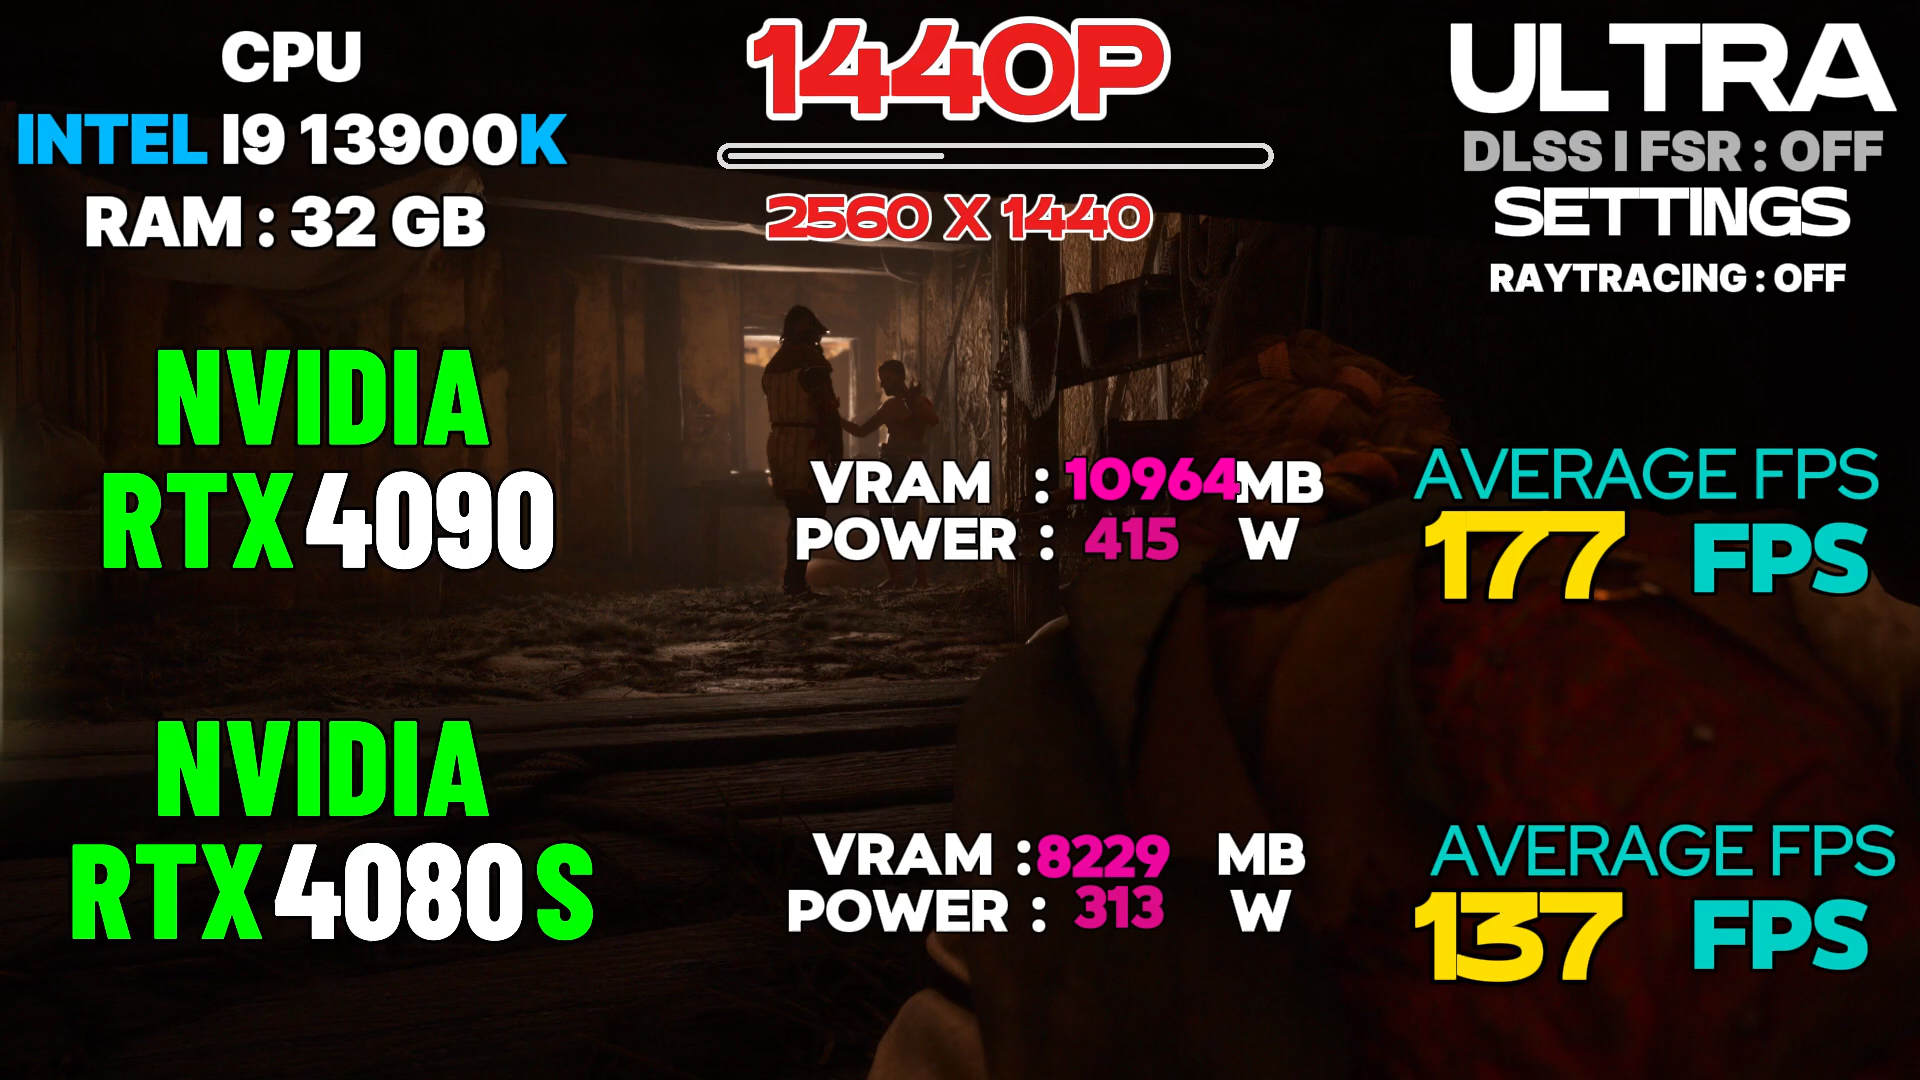 CPU
INTEL I9 13900K
RAM : 32 GB
1440P
2560 X 1440
ULTRA
DLSS | FSR : OFF
SETTINGS
RAYTRACING : OFF
NVIDIA
RTX 4090
VRAM : 10964MB
POWER : 415 W
AVERAGE FPS
177 FPS
NVIDIA
RTX 4080 S
VRAM :8229 MB
POWER : 313 W
AVERAGE FPS
137 FPS